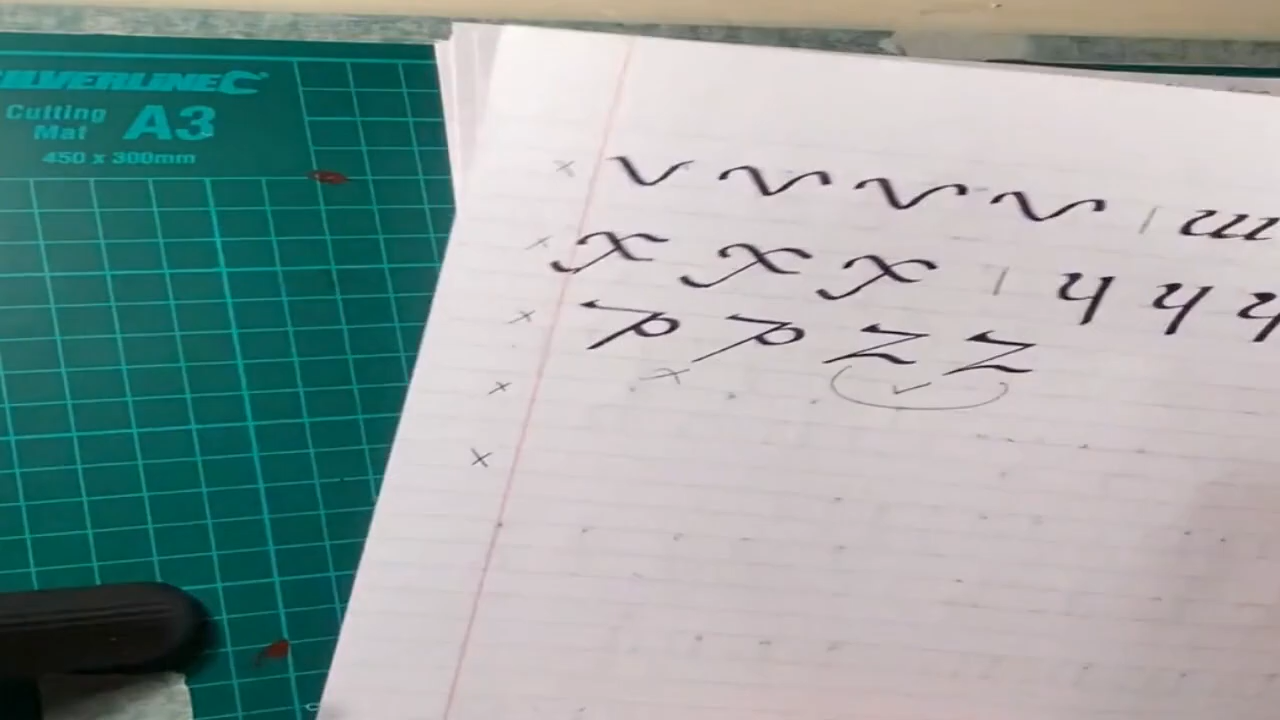 SILVERLINE
Cutting
Mat
A3
450 x 300mm
x v v v v | w
x x x x | y y y
x z z z z
x
x